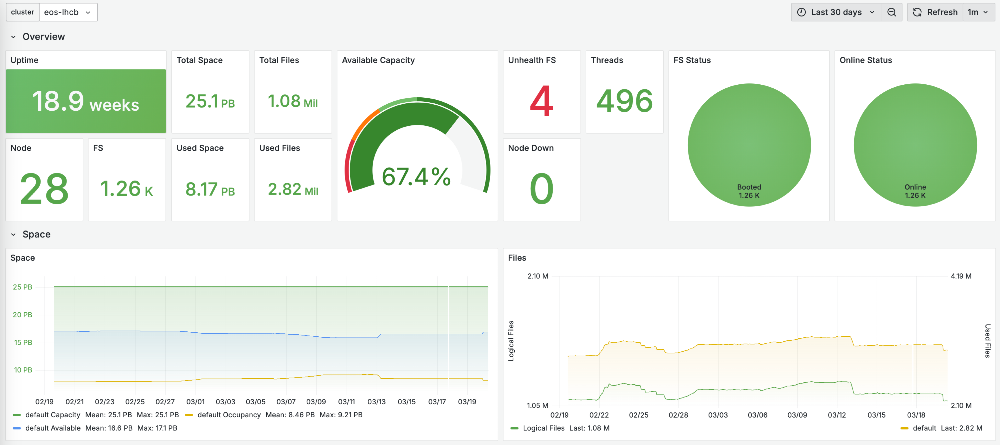 cluster eos-lhcb Last 30 days Refresh 1m
Overview
Uptime
18.9 weeks
Total Space
25.1 PB
Total Files
1.08 Mil
Available Capacity
67.4%
Unhealth FS
4
Threads
496
FS Status
Booted
1.26 K
Online Status
Online
1.26 K
Node
28
FS
1.26 K
Used Space
8.17 PB
Used Files
2.82 Mil
Node Down
0
Space
Space
25 PB
20 PB
15 PB
10 PB
02/19 02/21 02/23 02/25 02/27 03/01 03/03 03/05 03/07 03/09 03/11 03/13 03/15 03/17 03/19
default Capacity Mean: 25.1 PB Max: 25.1 PB default Occupancy Mean: 8.46 PB Max: 9.21 PB
default Available Mean: 16.6 PB Max: 17.1 PB
Files
2.10 M
1.05 M
Logical Files
4.19 M
2.10 M
Used Files
02/19 02/22 02/25 02/28 03/03 03/06 03/09 03/12 03/15 03/18
Logical Files Last: 1.08 M
default Last: 2.82 M